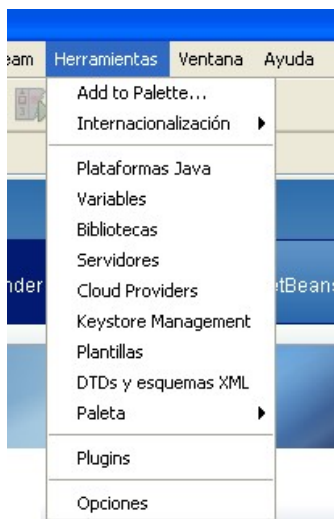 eam Herramientas Ventana Ayuda
Add to Palette...
Internacionalización
Plataformas Java
Variables
Bibliotecas
Servidores
nder Cloud Providers etBeans
Keystore Management
Plantillas
DTDs y esquemas XML
Paleta
Plugins
Opciones